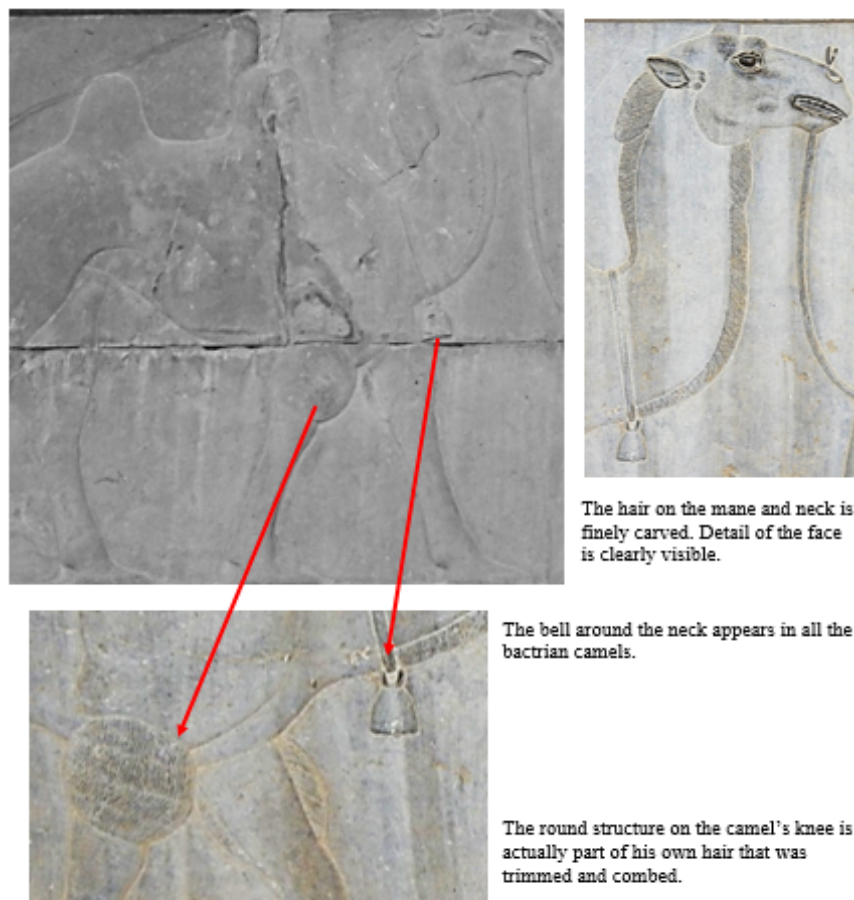 The hair on the mane and neck is
finely carved. Detail of the face
is clearly visible.
The bell around the neck appears in all the
bactrian camels.
The round structure on the camel’s knee is
actually part of his own hair that was
trimmed and combed.